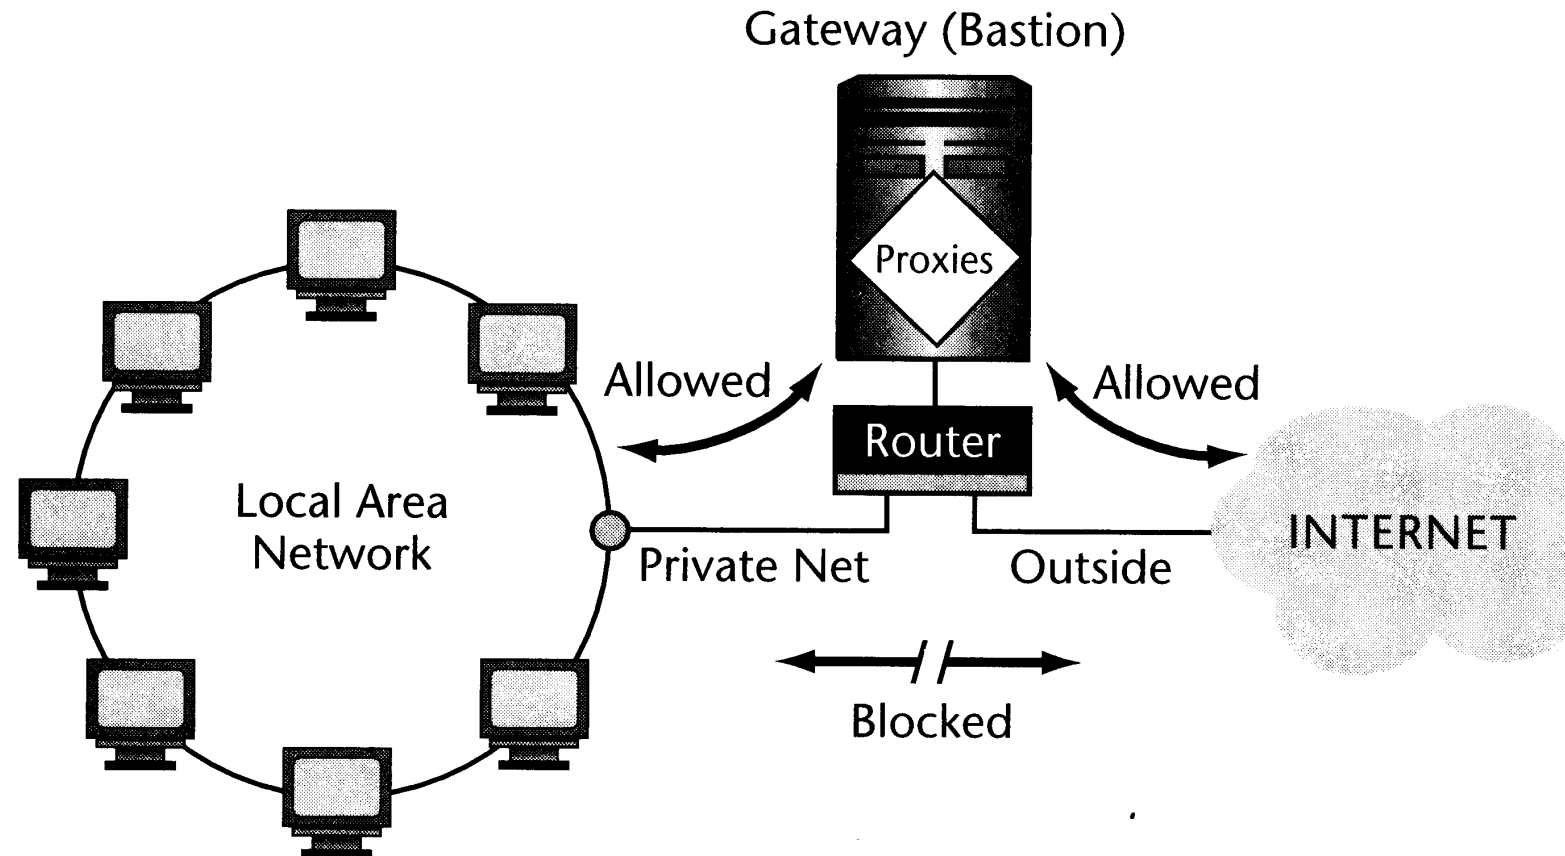 Gateway (Bastion)
Proxies
Allowed
Allowed
Router
Local Area
Network
Private Net
Outside
INTERNET
Blocked